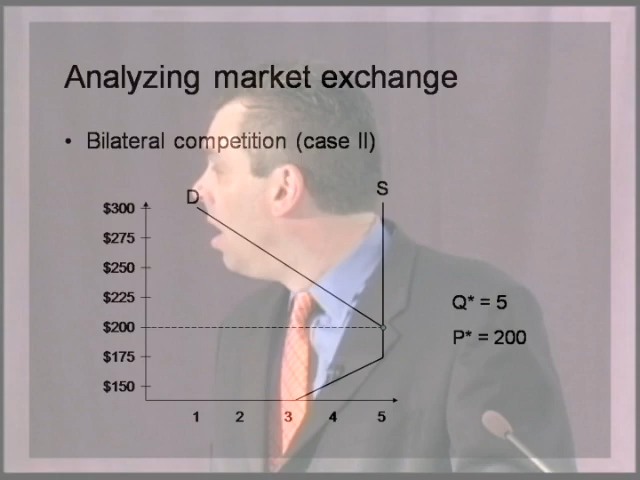 Analyzing market exchange
• Bilateral competition (case II)
D
S
$300
$275
$250
$225
$200
$175
$150
Q* = 5
P* = 200
1 2 3 4 5